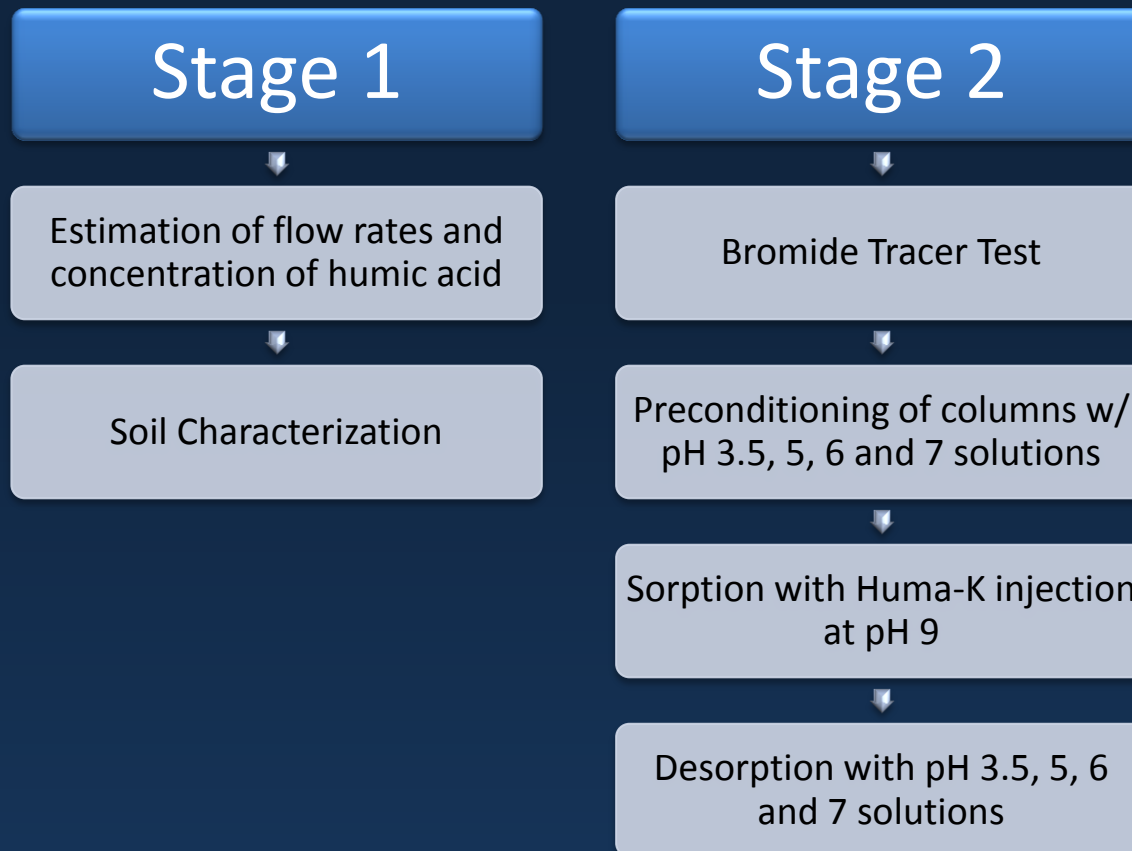 Stage 1
Estimation of flow rates and
concentration of humic acid
Soil Characterization
Stage 2
Bromide Tracer Test
Preconditioning of columns w/
pH 3.5, 5, 6 and 7 solutions
Sorption with Huma-K injection
at pH 9
Desorption with pH 3.5, 5, 6
and 7 solutions